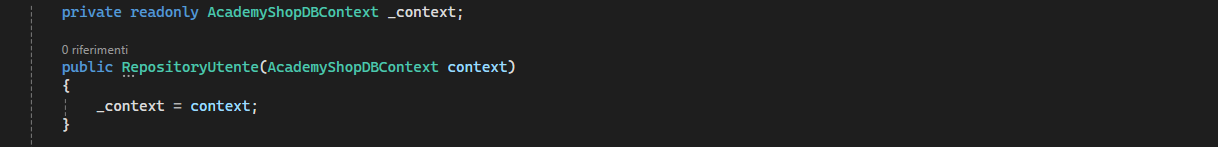 private readonly AcademyShopDBContext _context;
0 riferimenti
public RepositoryUtente(AcademyShopDBContext context)
{
_context = context;
}